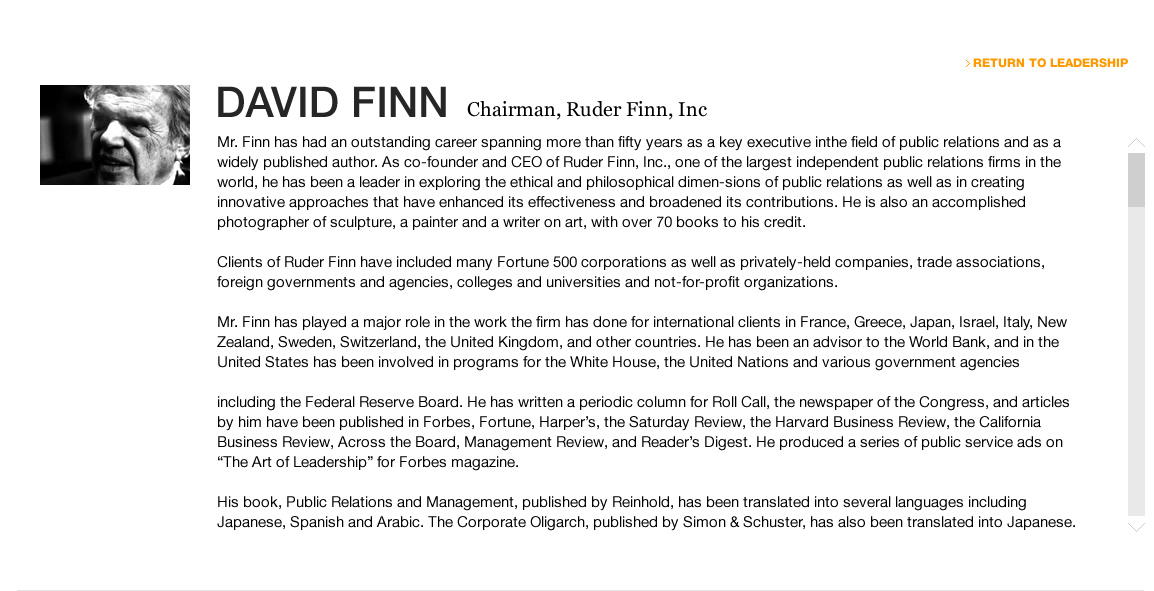 > RETURN TO LEADERSHIP
DAVID FINN Chairman, Ruder Finn, Inc
Mr. Finn has had an outstanding career spanning more than fifty years as a key executive inthe field of public relations and as a
widely published author. As co-founder and CEO of Ruder Finn, Inc., one of the largest independent public relations firms in the
world, he has been a leader in exploring the ethical and philosophical dimen-sions of public relations as well as in creating
innovative approaches that have enhanced its effectiveness and broadened its contributions. He is also an accomplished
photographer of sculpture, a painter and a writer on art, with over 70 books to his credit.
Clients of Ruder Finn have included many Fortune 500 corporations as well as privately-held companies, trade associations,
foreign governments and agencies, colleges and universities and not-for-profit organizations.
Mr. Finn has played a major role in the work the firm has done for international clients in France, Greece, Japan, Israel, Italy, New
Zealand, Sweden, Switzerland, the United Kingdom, and other countries. He has been an advisor to the World Bank, and in the
United States has been involved in programs for the White House, the United Nations and various government agencies
including the Federal Reserve Board. He has written a periodic column for Roll Call, the newspaper of the Congress, and articles
by him have been published in Forbes, Fortune, Harper’s, the Saturday Review, the Harvard Business Review, the California
Business Review, Across the Board, Management Review, and Reader’s Digest. He produced a series of public service ads on
“The Art of Leadership” for Forbes magazine.
His book, Public Relations and Management, published by Reinhold, has been translated into several languages including
Japanese, Spanish and Arabic. The Corporate Oligarch, published by Simon & Schuster, has also been translated into Japanese.